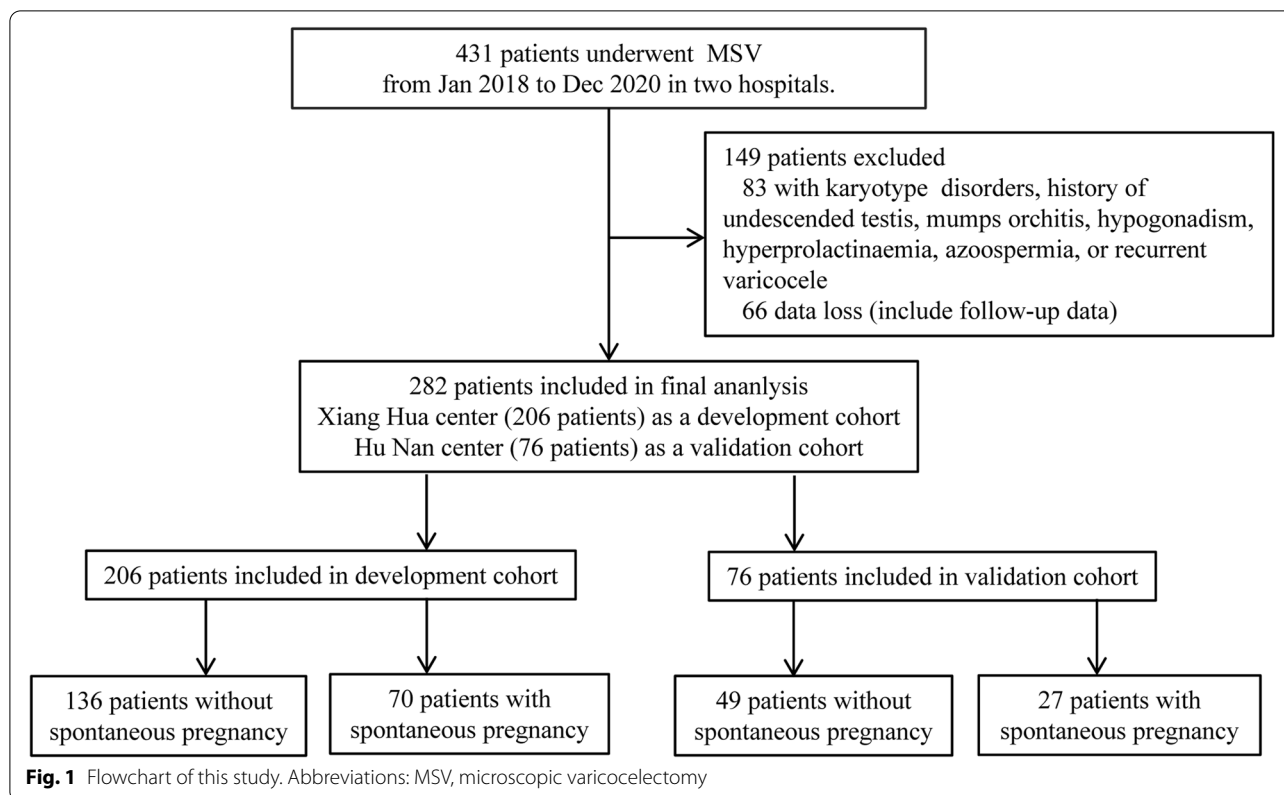 431 patients underwent MSV
from Jan 2018 to Dec 2020 in two hospitals.
149 patients excluded
83 with karyotype disorders, history of
undescended testis, mumps orchitis, hypogonadism,
hyperprolactinaemia, azoospermia, or recurrent
varicocele
66 data loss (include follow-up data)
282 patients included in final ananlysis
Xiang Hua center (206 patients) as a development cohort
Hu Nan center (76 patients) as a validation cohort
206 patients included in development cohort
76 patients included in validation cohort
136 patients without
spontaneous pregnancy
70 patients with
spontaneous pregnancy
49 patients without
spontaneous pregnancy
27 patients with
spontaneous pregnancy
Fig. 1 Flowchart of this study. Abbreviations: MSV, microscopic varicocelectomy